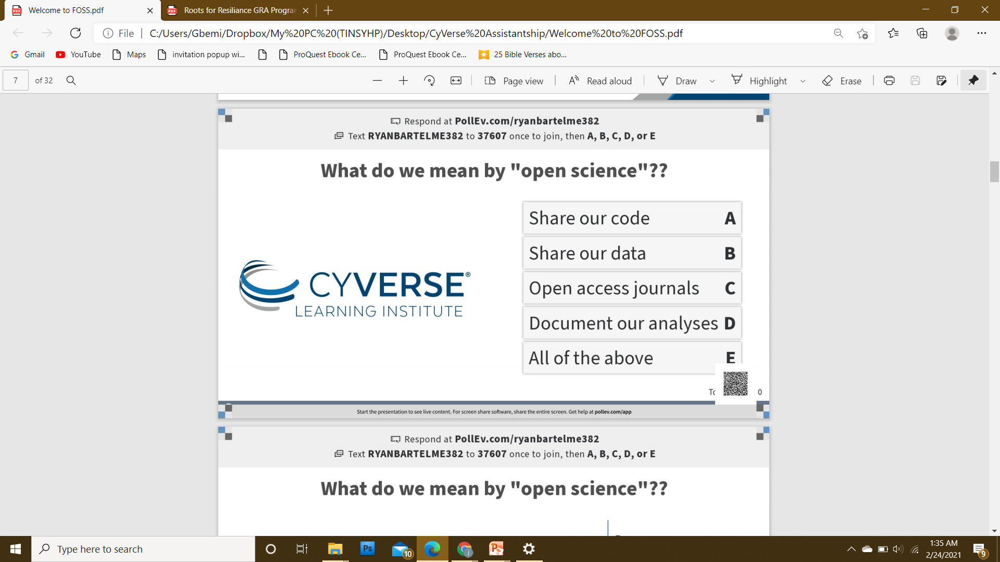 Welcome to FOSS.pdf
Roots for Resiliance GRA Progra
File
C:/Users/Gbemi/Dropbox/My%20PC%20(TINSYHP)/Desktop/CyVerse%20Assistantship/Welcome%20to%20FOSS.pdf
Gmail
YouTube
Maps
invitation popup wi...
ProQuest Ebook Ce...
ProQuest Ebook Ce...
25 Bible Verses abo...
7 of 32
Page view
Read aloud
Draw
Highlight
Erase
Respond at PollEv.com/ryanbartelme382
Text RYANBARTELME382 to 37607 once to join, then A, B, C, D, or E
What do we mean by "open science"??
Share our code A
Share our data B
Open access journals C
Document our analyses D
All of the above E
CYVERSE®
LEARNING INSTITUTE
0
Start the presentation to see live content. For screen share software, share the entire screen. Get help at pollev.com/app
Respond at PollEv.com/ryanbartelme382
Text RYANBARTELME382 to 37607 once to join, then A, B, C, D, or E
What do we mean by "open science"??
Type here to search
Ps
10
1:35 AM
2/24/2021
9